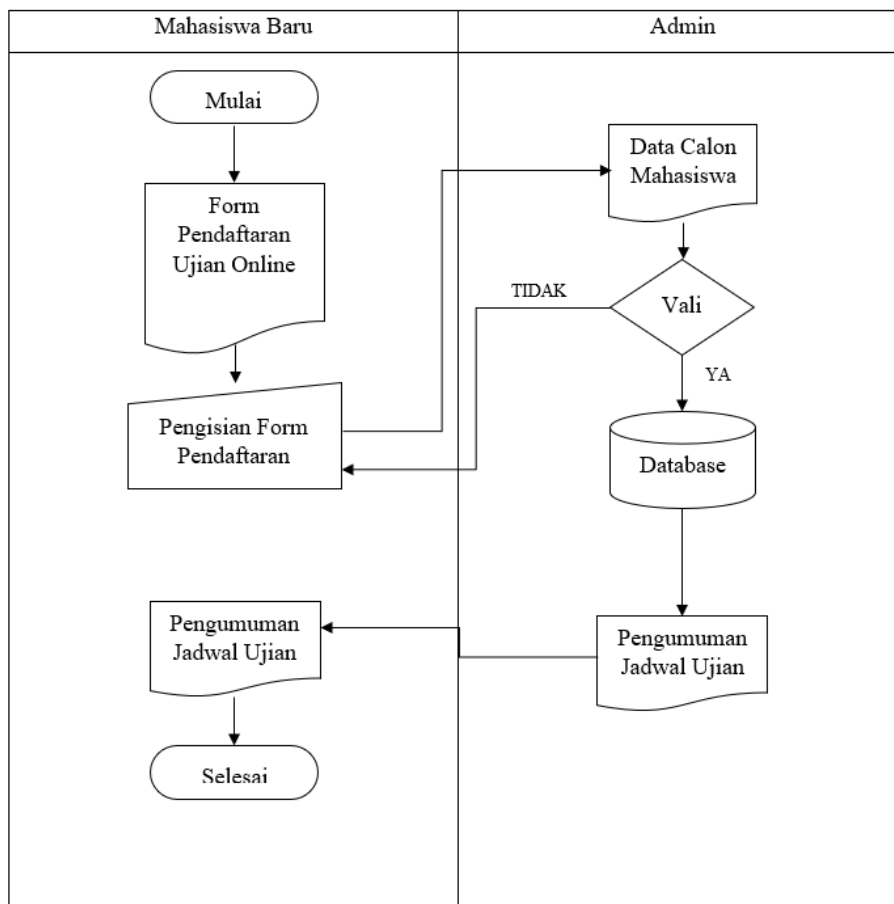 Mahasiswa Baru
Admin
Mulai
Form
Pendaftaran
Ujian Online
Pengisian Form
Pendaftaran
Data Calon
Mahasiswa
Vali
TIDAK
YA
Database
Pengumuman
Jadwal Ujian
Pengumuman
Jadwal Ujian
Selesai